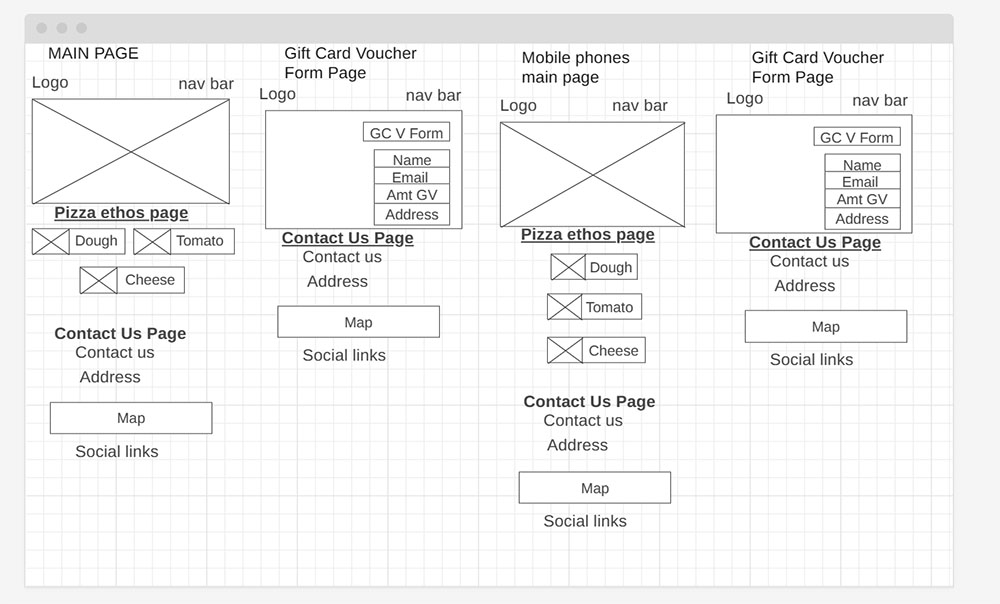 MAIN PAGE
Logo
nav bar
Pizza ethos page
Dough
Tomato
Cheese
Contact Us Page
Contact us
Address
Map
Social links
Gift Card Voucher
Form Page
Logo
nav bar
GC V Form
Name
Email
Amt GV
Address
Contact Us Page
Contact us
Address
Map
Social links
Mobile phones
main page
Logo
nav bar
Pizza ethos page
Dough
Tomato
Cheese
Contact Us Page
Contact us
Address
Map
Social links
Gift Card Voucher
Form Page
Logo
nav bar
GC V Form
Name
Email
Amt GV
Address
Contact Us Page
Contact us
Address
Map
Social links